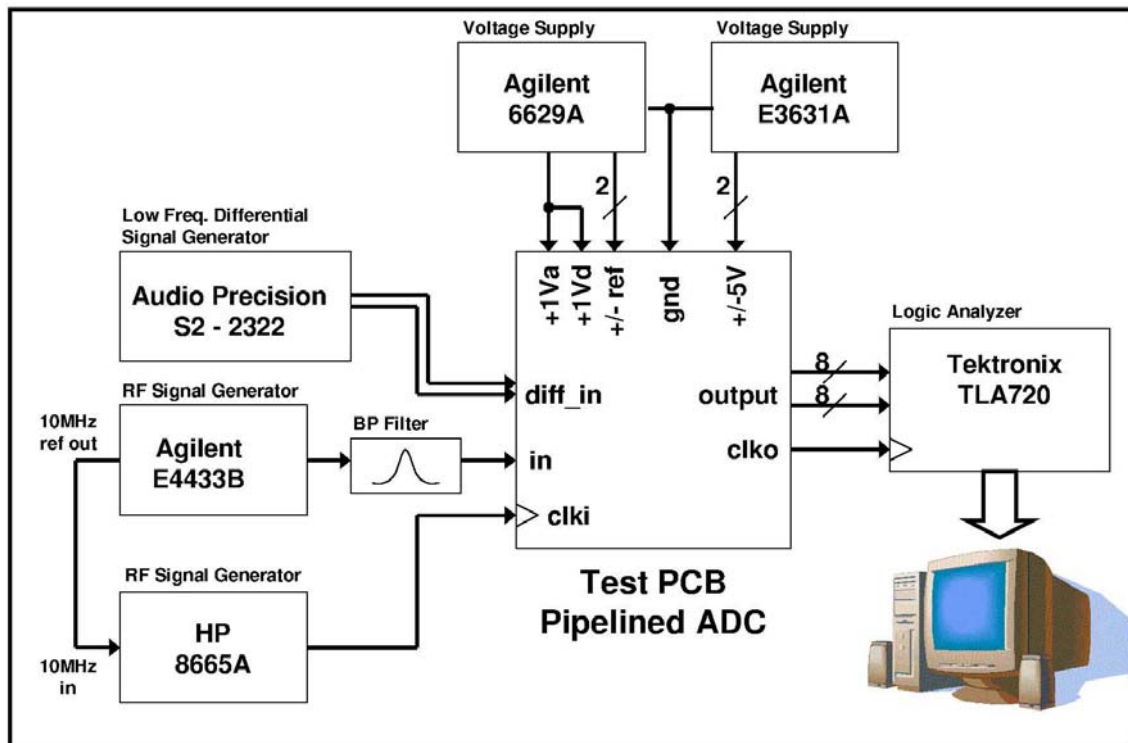 Voltage Supply
Agilent
6629A
Voltage Supply
Agilent
E3631A
2
2
Low Freq. Differential
Signal Generator
Audio Precision
S2 - 2322
+1Va
+1Vd
+/- ref
gnd
+/-5V
diff_in
in
clki
output
clko
8
8
Logic Analyzer
Tektronix
TLA720
RF Signal Generator
Agilent
E4433B
10MHz
ref out
BP Filter
RF Signal Generator
HP
8665A
10MHz
in
Test PCB
Pipelined ADC